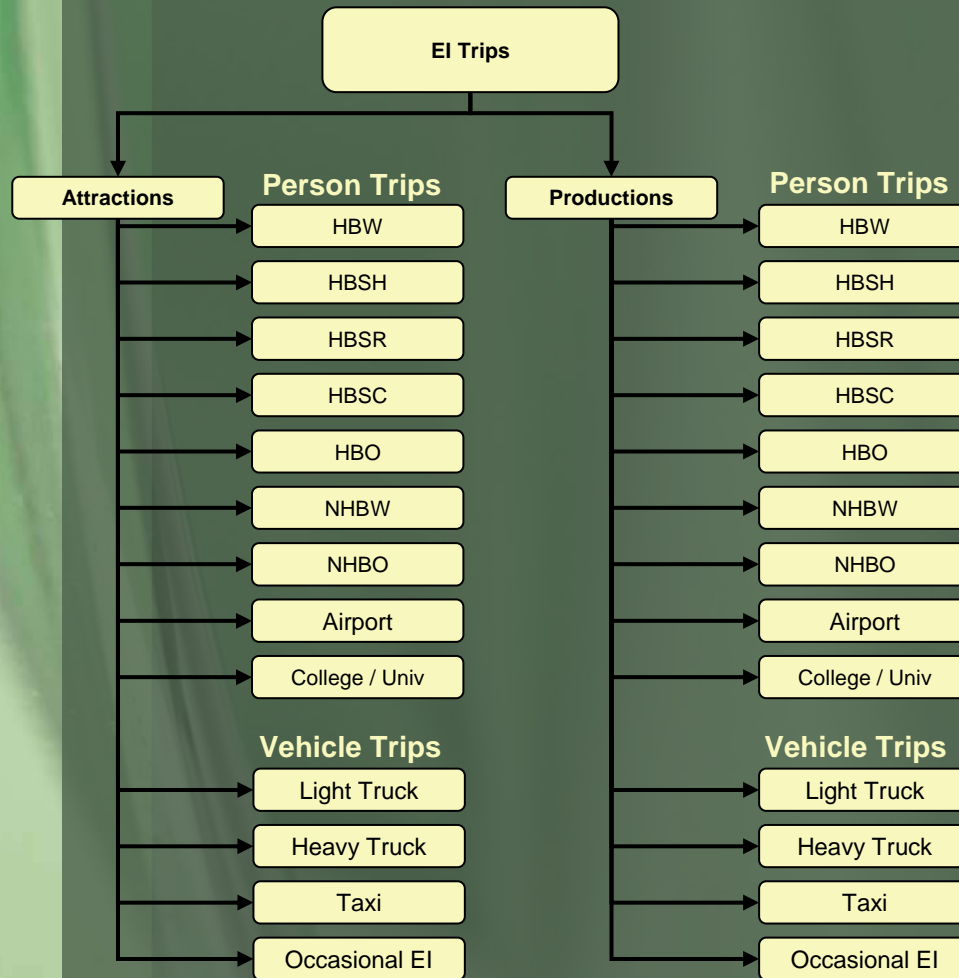 EI Trips
Attractions
Person Trips
HBW
HBSH
HBSR
HBSC
HBO
NHBW
NHBO
Airport
College / Univ
Vehicle Trips
Light Truck
Heavy Truck
Taxi
Occasional EI
Productions
Person Trips
HBW
HBSH
HBSR
HBSC
HBO
NHBW
NHBO
Airport
College / Univ
Vehicle Trips
Light Truck
Heavy Truck
Taxi
Occasional EI